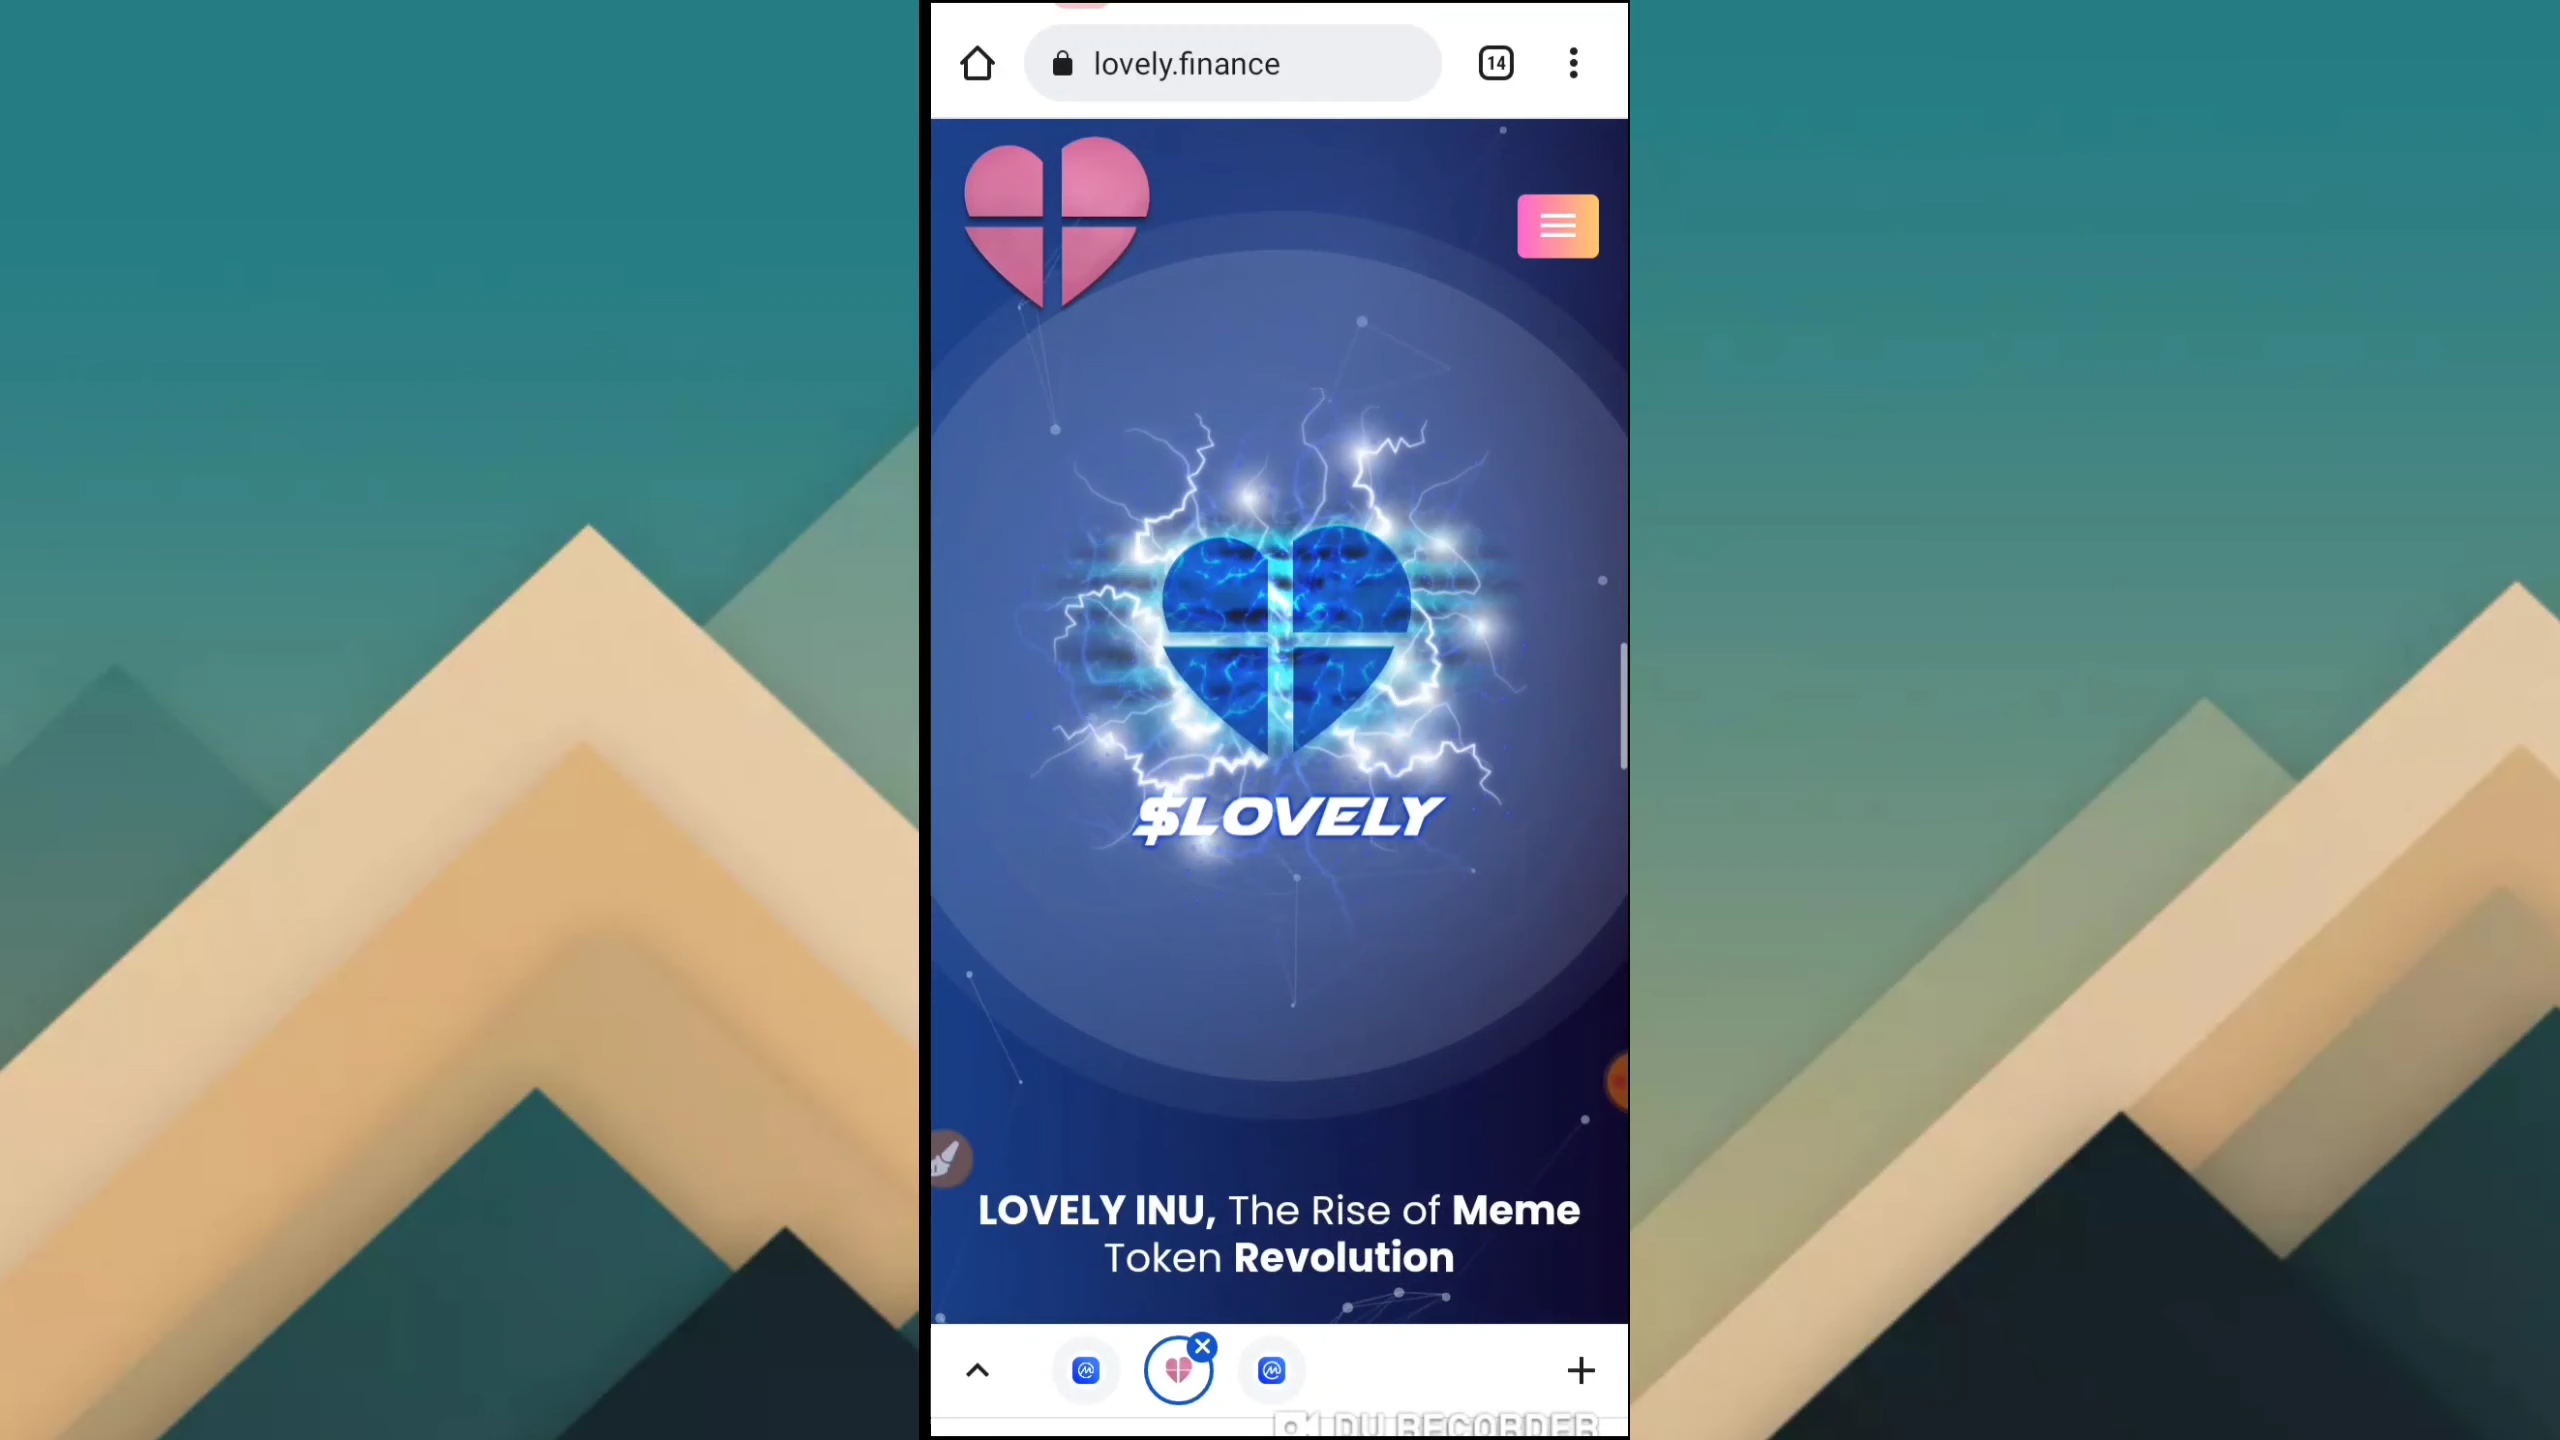 lovely.finance
14
$LOVELY
LOVELY INU, The Rise of Meme
Token Revolution
DU RECORDER